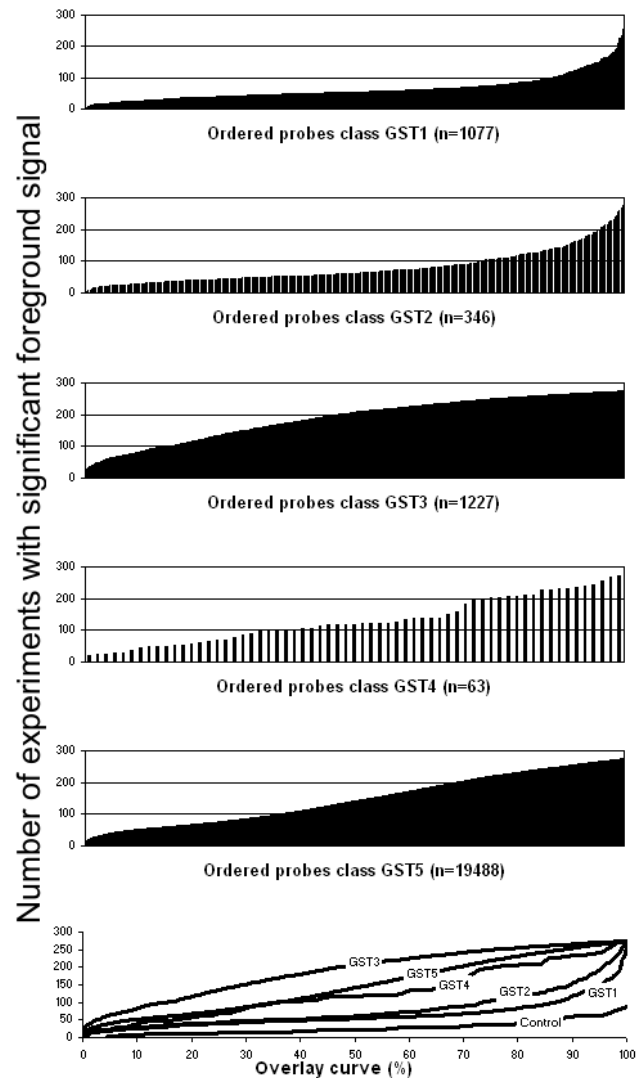 Number of experiments with significant foreground signal
300
200
100
0
Ordered probes class GST1 (n=1077)
300
200
100
0
Ordered probes class GST2 (n=346)
300
200
100
0
Ordered probes class GST3 (n=1227)
300
200
100
0
Ordered probes class GST4 (n=63)
300
200
100
0
Ordered probes class GST5 (n=19488)
300
250
200
150
100
50
0
GST3
GST5
GST4
GST2
GST1
Control
0 10 20 30 40 50 60 70 80 90 100
Overlay curve (%)